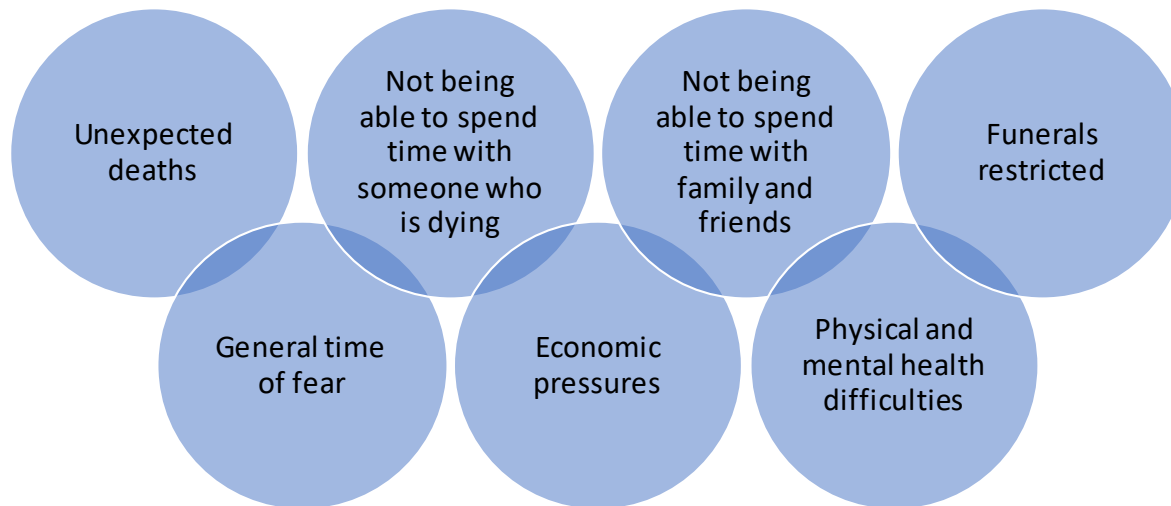 Unexpected
deaths
Not being
able to spend
time with
someone who
is dying
Not being
able to spend
time with
family and
friends
Funerals
restricted
General time
of fear
Economic
pressures
Physical and
mental health
difficulties